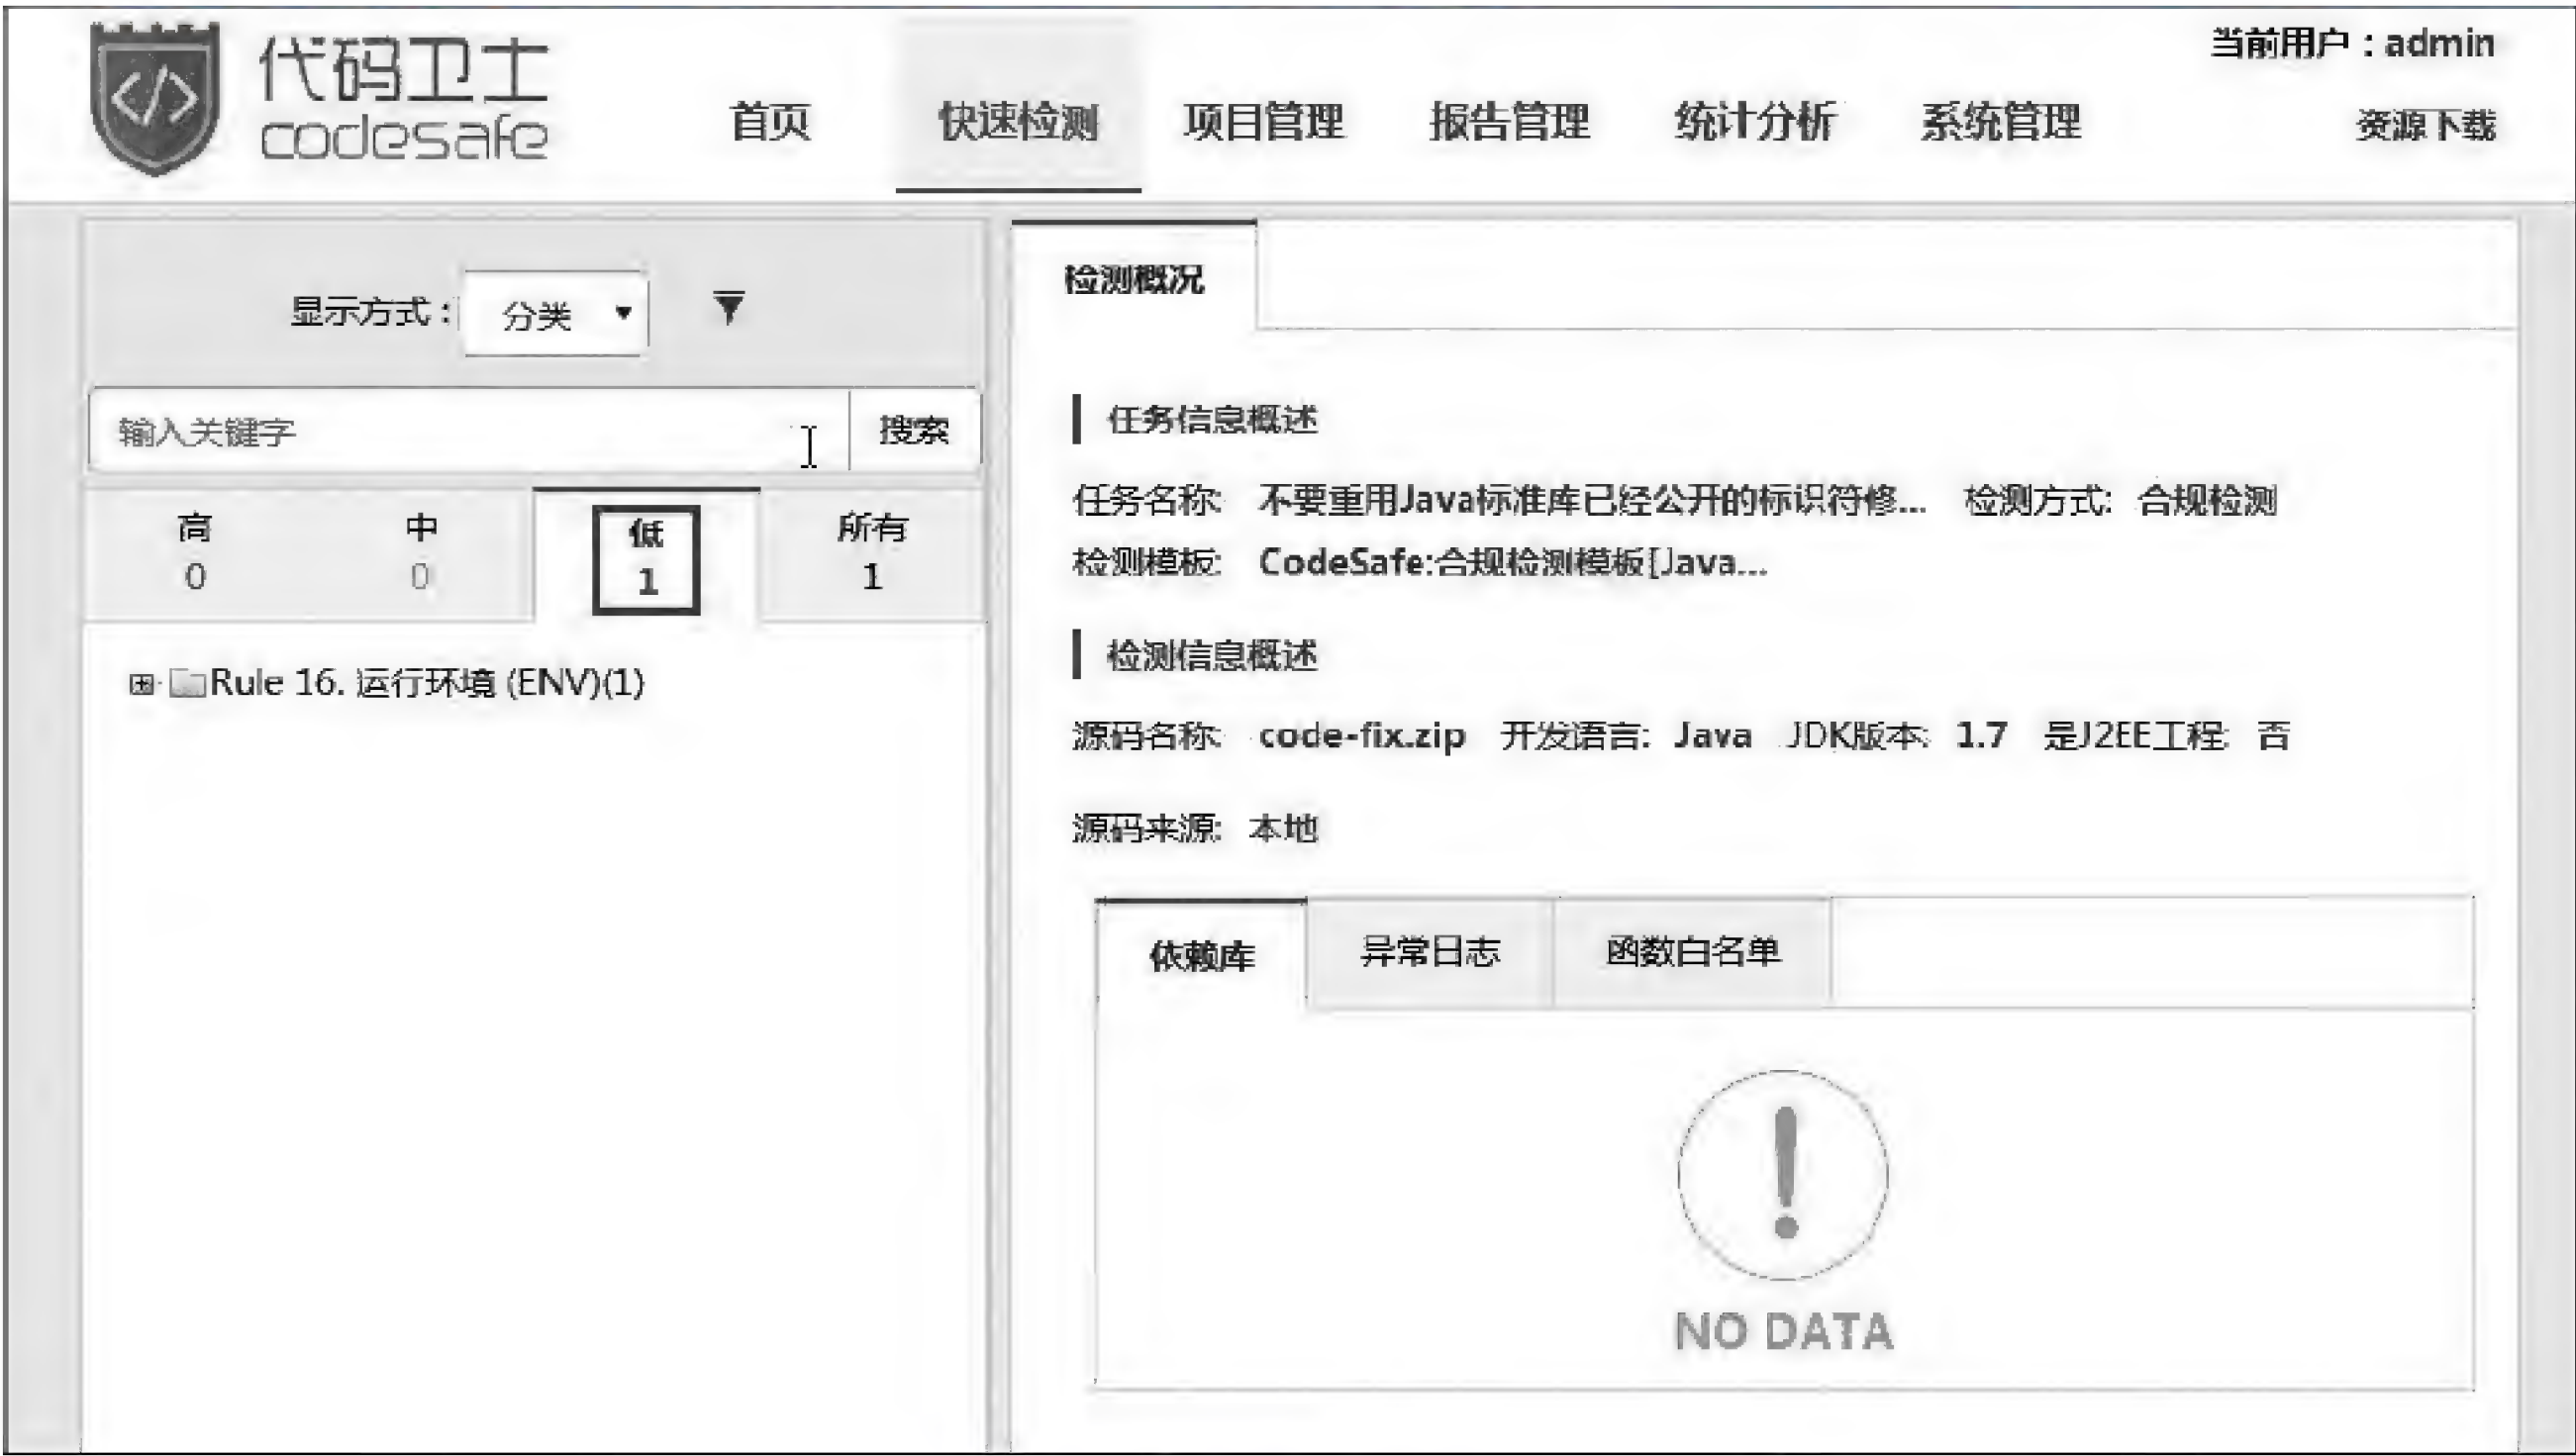 代码卫士
codesafe
当前用户：admin
首页 快速检测 项目管理 报告管理 统计分析 系统管理 资源下载
显示方式： 分类
输入关键字 搜索
高 中 低 所有
0 0 1 1
Rule 16. 运行环境 (ENV)(1)
检测概况
任务信息概述
任务名称: 不要重用Java标准库已经公开的标识符修... 检测方式: 合规检测
检测模板: CodeSafe:合规检测模板[Java...
检测信息概述
源码名称: code-fix.zip 开发语言: Java JDK版本: 1.7 是J2EE工程: 否
源码来源: 本地
依赖库 异常日志 函数白名单
NO DATA